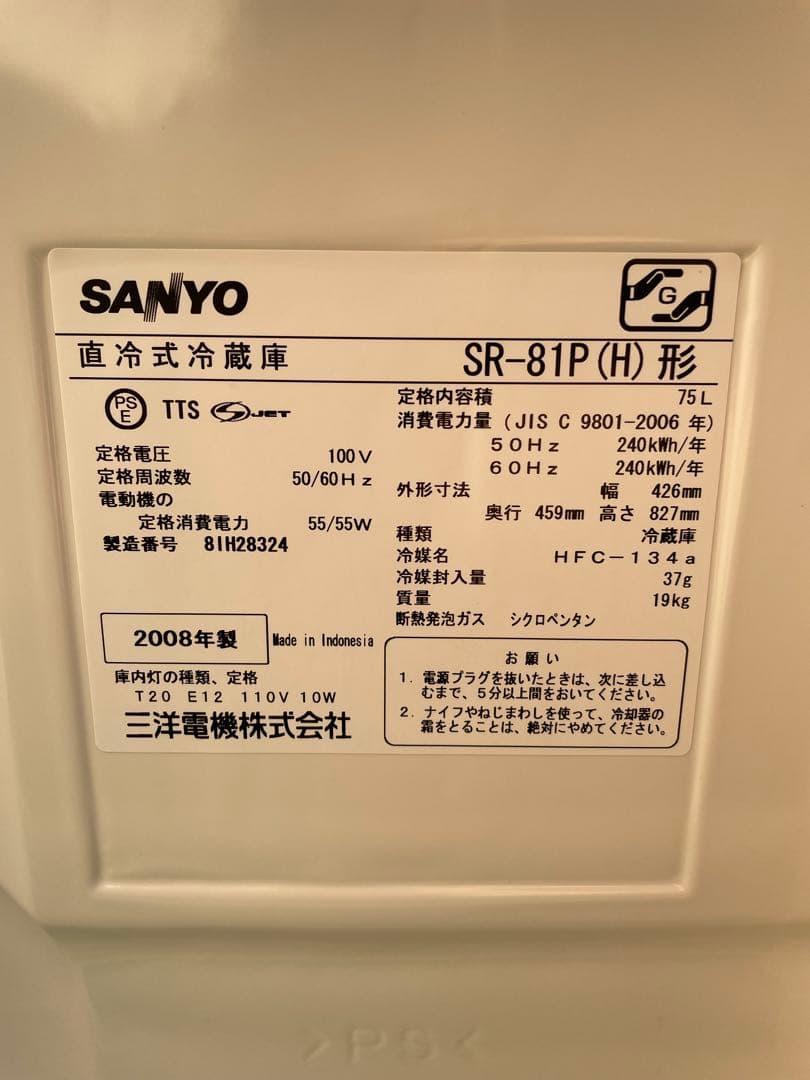 SANYO
G
直冷式冷蔵庫 SR-81P(H)形
PS E TTS JET
定格電圧 100V
定格周波数 50/60Hz
電動機の
定格消費電力 55/55W
製造番号 81H28324
2008年製 Made in Indonesia
庫内灯の種類、定格
T20 E12 110V 10W
三洋電機株式会社
定格内容積 75L
消費電力量 (JIS C 9801-2006 年)
50Hz 240kWh/年
60Hz 240kWh/年
外形寸法 幅 426mm
奥行 459mm 高さ 827mm
種類 冷蔵庫
冷媒名 HFC-134a
冷媒封入量 37g
質量 19kg
断熱発泡ガス シクロペンタン
お願い
1. 電源プラグを抜いたときは、次に差し込
むまで、5分以上間をおいてください。
2. ナイフやねじまわしを使って、冷却器の
霜をとることは、絶対にやめてください。
>PS<